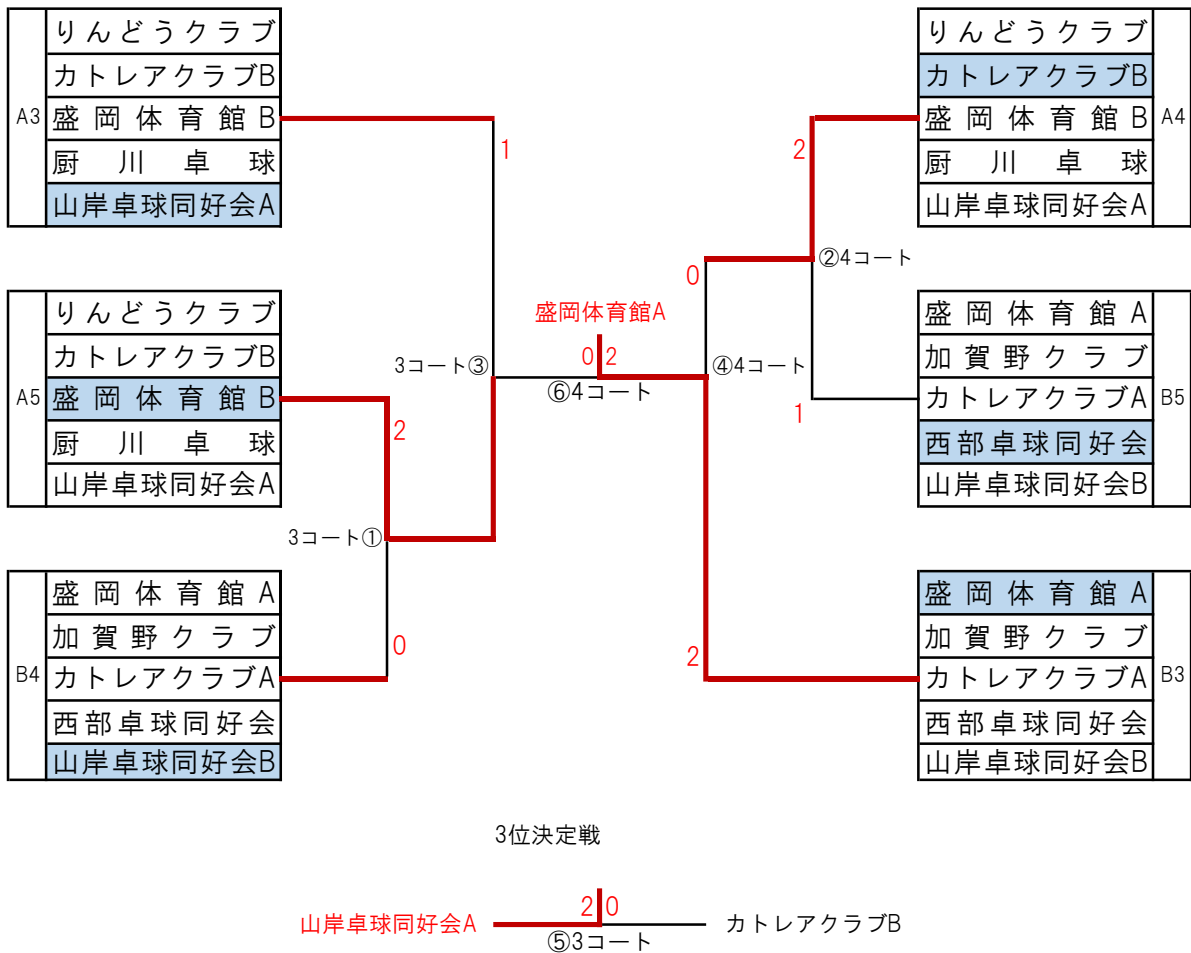 A3
りんどうクラブ
カトレアクラブB
盛岡体育館B
厨川卓球
山岸卓球同好会A
りんどうクラブ
カトレアクラブB
盛岡体育館B
厨川卓球
山岸卓球同好会A
A4
1
2
②4コート
0
A5
りんどうクラブ
カトレアクラブB
盛岡体育館B
厨川卓球
山岸卓球同好会A
盛岡体育館A
0 2
3コート③
④4コート
⑥4コート
盛岡体育館A
加賀野クラブ
カトレアクラブA
西部卓球同好会
山岸卓球同好会B
B5
2
1
3コート①
B4
盛岡体育館A
加賀野クラブ
カトレアクラブA
西部卓球同好会
山岸卓球同好会B
0
2
盛岡体育館A
加賀野クラブ
カトレアクラブA
西部卓球同好会
山岸卓球同好会B
B3
3位決定戦
山岸卓球同好会A
2 0
カトレアクラブB
⑤3コート